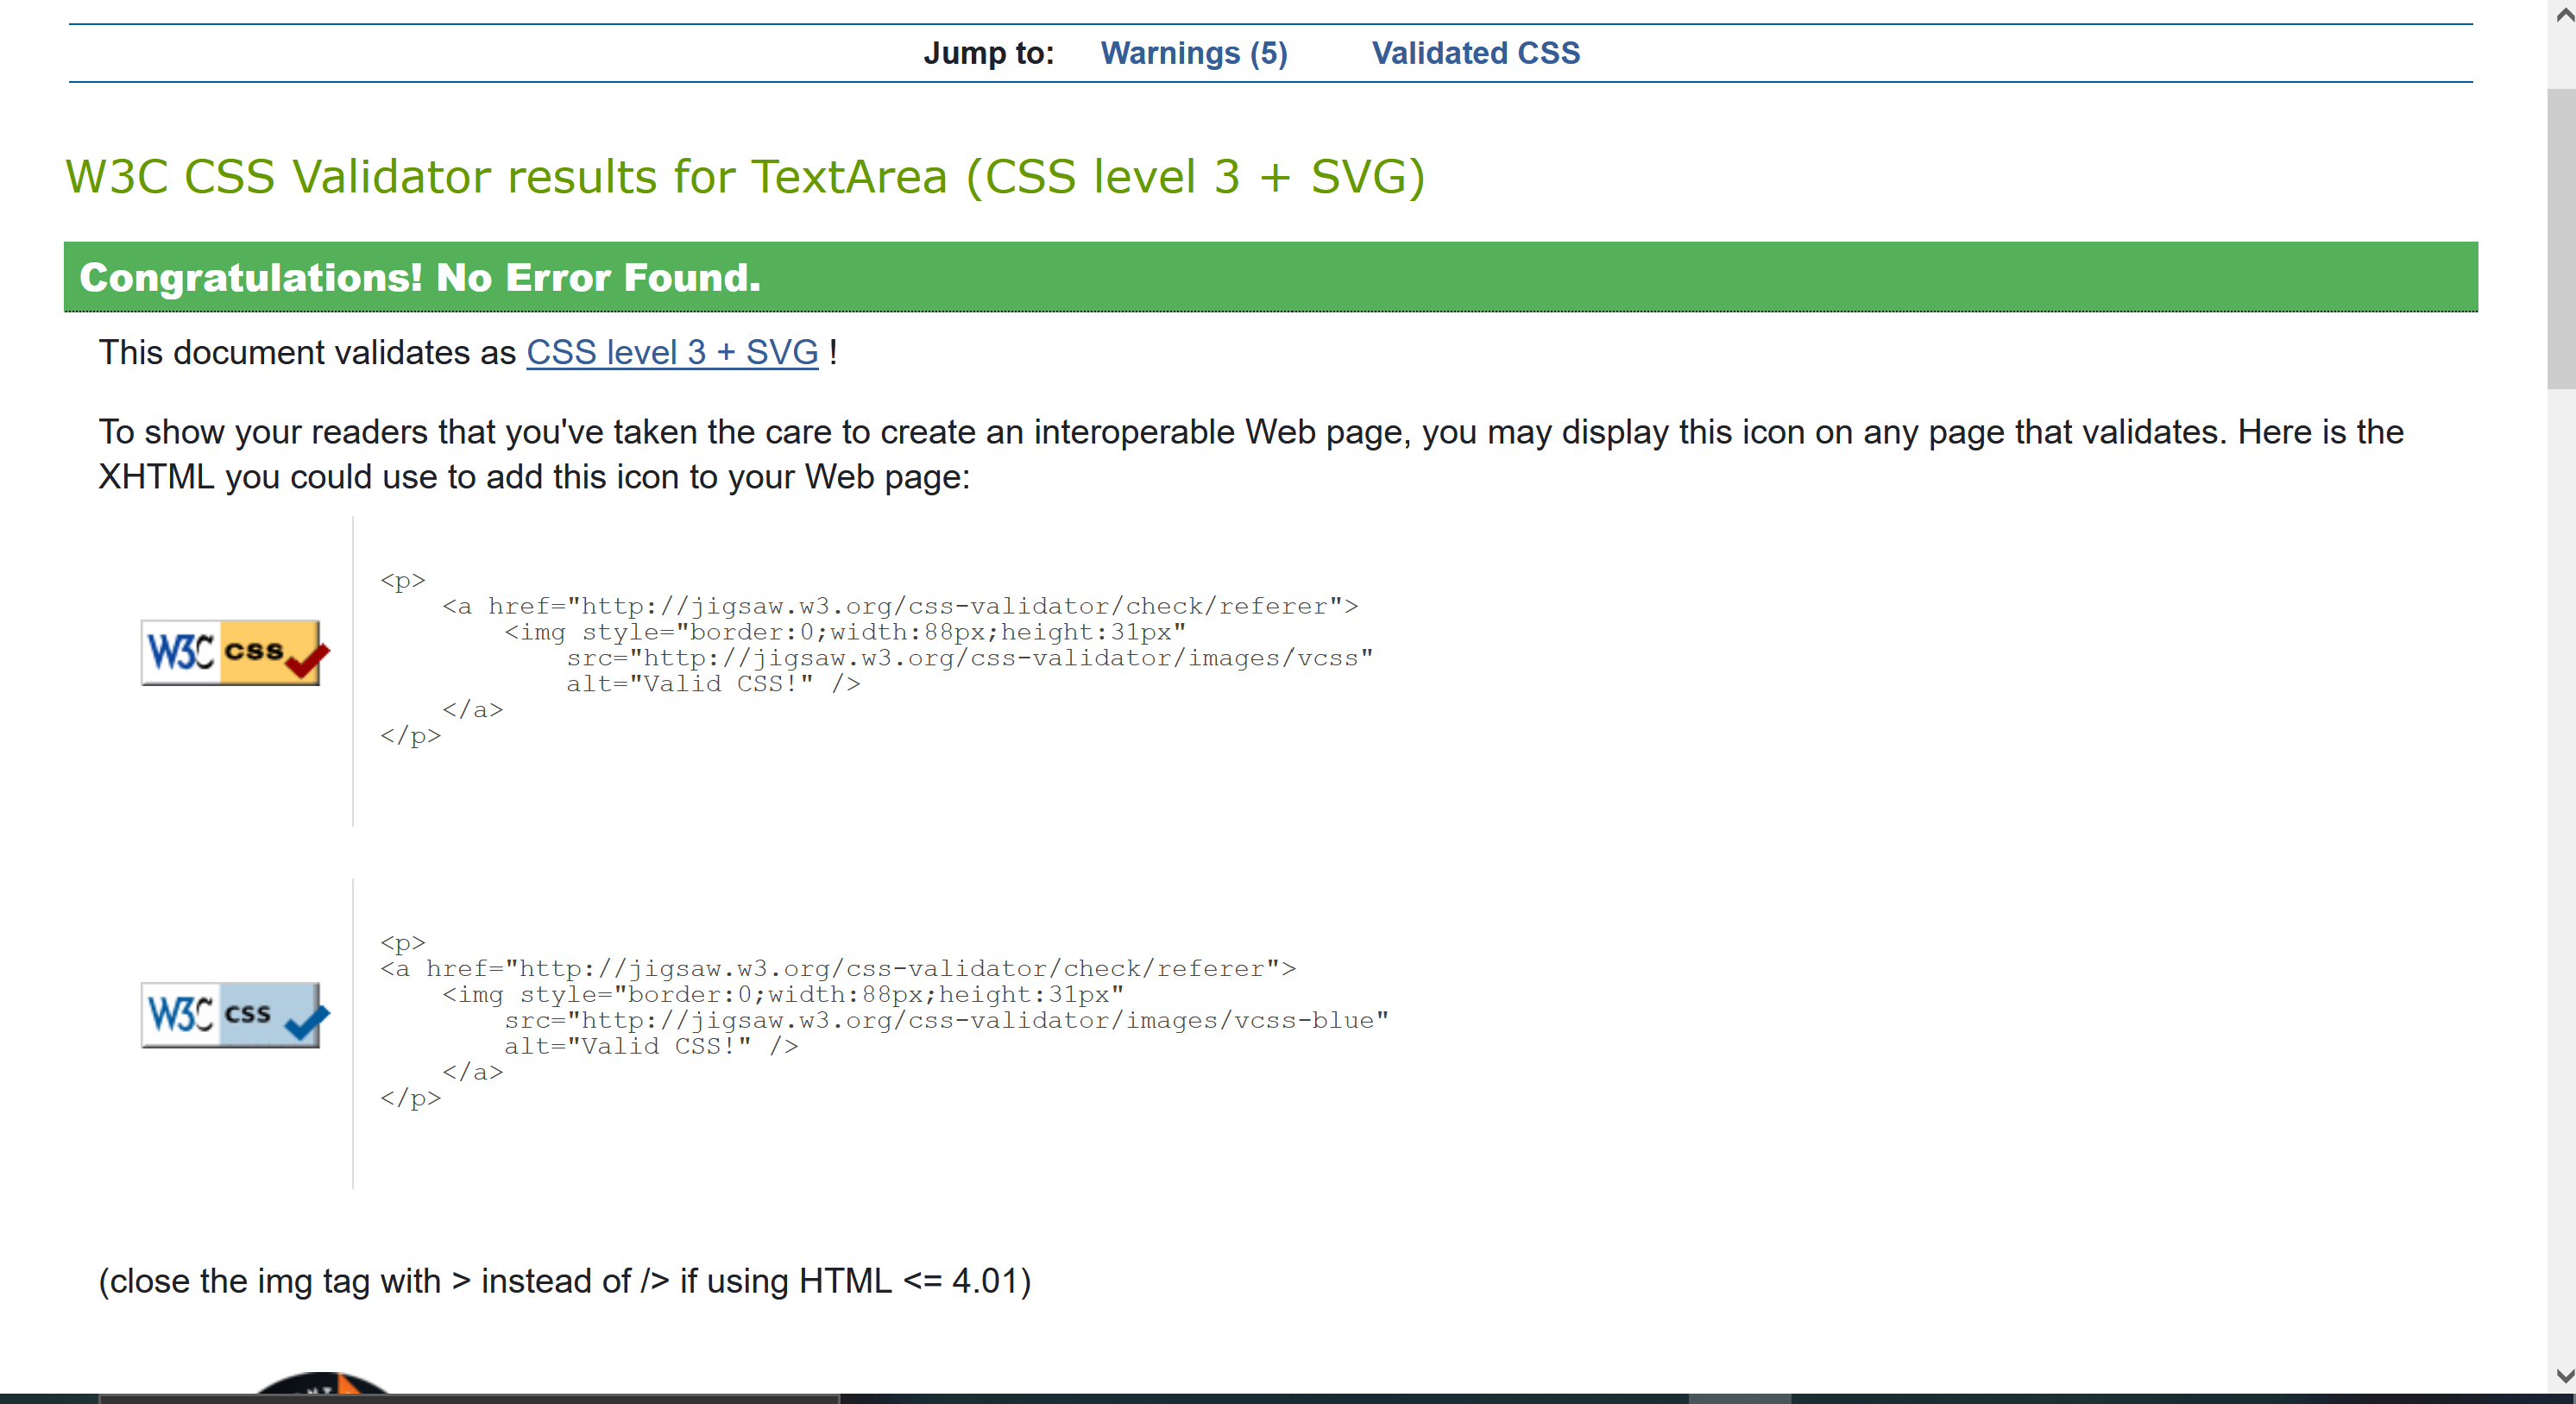 Jump to: Warnings (5) Validated CSS
W3C CSS Validator results for TextArea (CSS level 3 + SVG)
Congratulations! No Error Found.
This document validates as CSS level 3 + SVG !
To show your readers that you've taken the care to create an interoperable Web page, you may display this icon on any page that validates. Here is the
XHTML you could use to add this icon to your Web page:
W3C css
<p>
    <a href="http://jigsaw.w3.org/css-validator/check/referer">
        <img style="border:0;width:88px;height:31px"
            src="http://jigsaw.w3.org/css-validator/images/vcss"
            alt="Valid CSS!" />
    </a>
</p>
W3C css
<p>
<a href="http://jigsaw.w3.org/css-validator/check/referer">
    <img style="border:0;width:88px;height:31px"
        src="http://jigsaw.w3.org/css-validator/images/vcss-blue"
        alt="Valid CSS!" />
    </a>
</p>
(close the img tag with > instead of /> if using HTML <= 4.01)